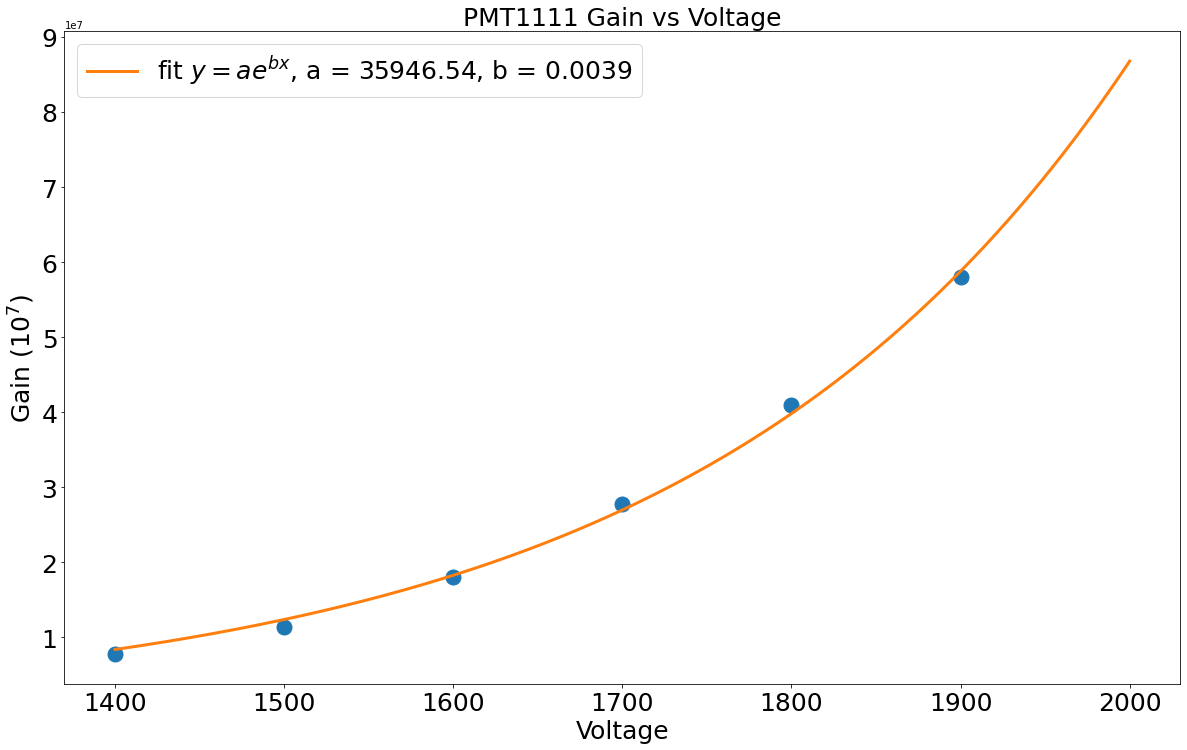 PMT1111 Gain vs Voltage
1e7
fit $y = ae^{bx}$, a = 35946.54, b = 0.0039
9
8
7
6
5
4
3
2
1
Gain ($10^7$)
1400 1500 1600 1700 1800 1900 2000
Voltage